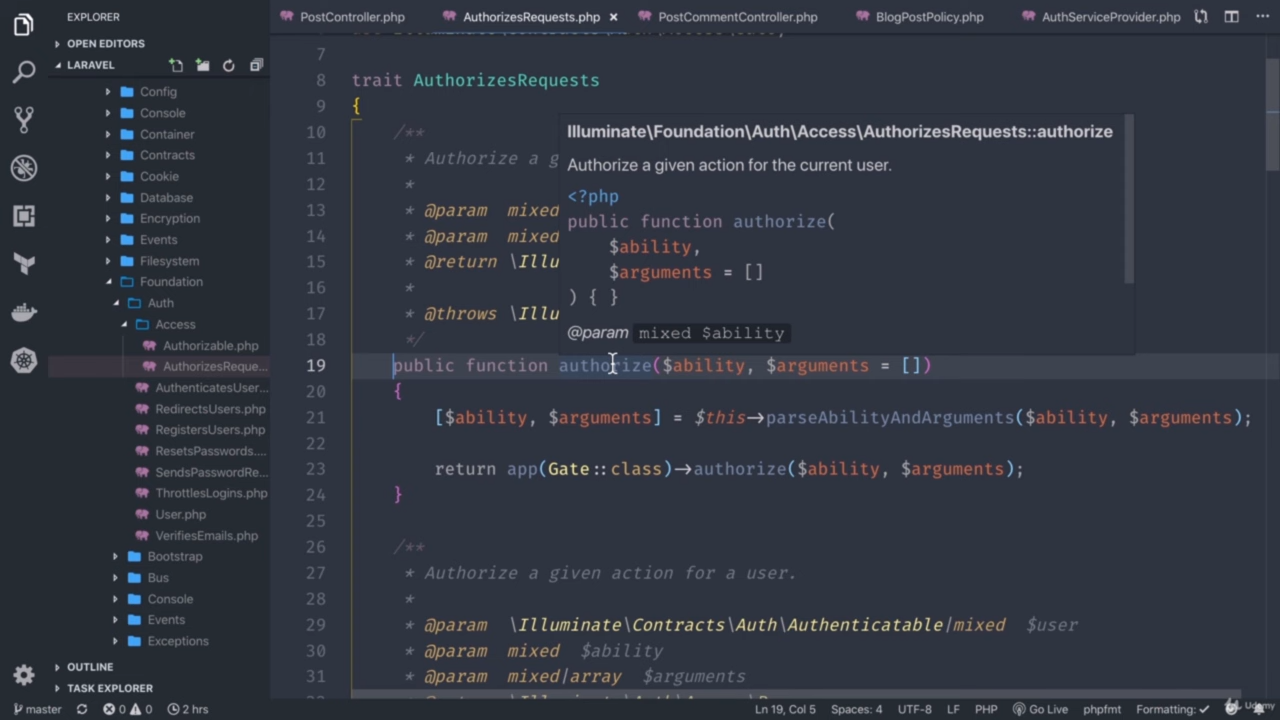 EXPLORER
OPEN EDITORS
LARAVEL
Config
Console
Container
Contracts
Cookie
Database
Encryption
Events
Filesystem
Foundation
Auth
Access
Authorizable.php
AuthorizesReque...
AuthenticatesUser...
RedirectsUsers.php
RegistersUsers.php
ResetsPasswords....
SendsPasswordRe...
ThrottlesLogins.php
User.php
VerifiesEmails.php
Bootstrap
Bus
Console
Events
Exceptions
OUTLINE
TASK EXPLORER
PostController.php AuthorizesRequests.php × PostCommentController.php BlogPostPolicy.php AuthServiceProvider.php
7
8 trait AuthorizesRequests
9 {
10 /**
11 * Authorize a g
12 *
13 * @param mixed
14 * @param mixed
15 * @return \Illu
16 *
17 * @throws \Illu
18 */
Illuminate\Foundation\Auth\Access\AuthorizesRequests::authorize
Authorize a given action for the current user.
<?php
public function authorize(
$ability,
$arguments = []
) { }
@param mixed $ability
19 public function authorize($ability, $arguments = [])
20 {
21 [$ability, $arguments] = $this→parseAbilityAndArguments($ability, $arguments);
22
23 return app(Gate::class)→authorize($ability, $arguments);
24 }
25
26 /**
27 * Authorize a given action for a user.
28 *
29 * @param \Illuminate\Contracts\Auth\Authenticatable|mixed $user
30 * @param mixed $ability
31 * @param mixed|array $arguments
master 0 0 2 hrs Ln 19, Col 5 Spaces: 4 UTF-8 LF PHP Go Live phpfmt Formatting: ✓
Udemy